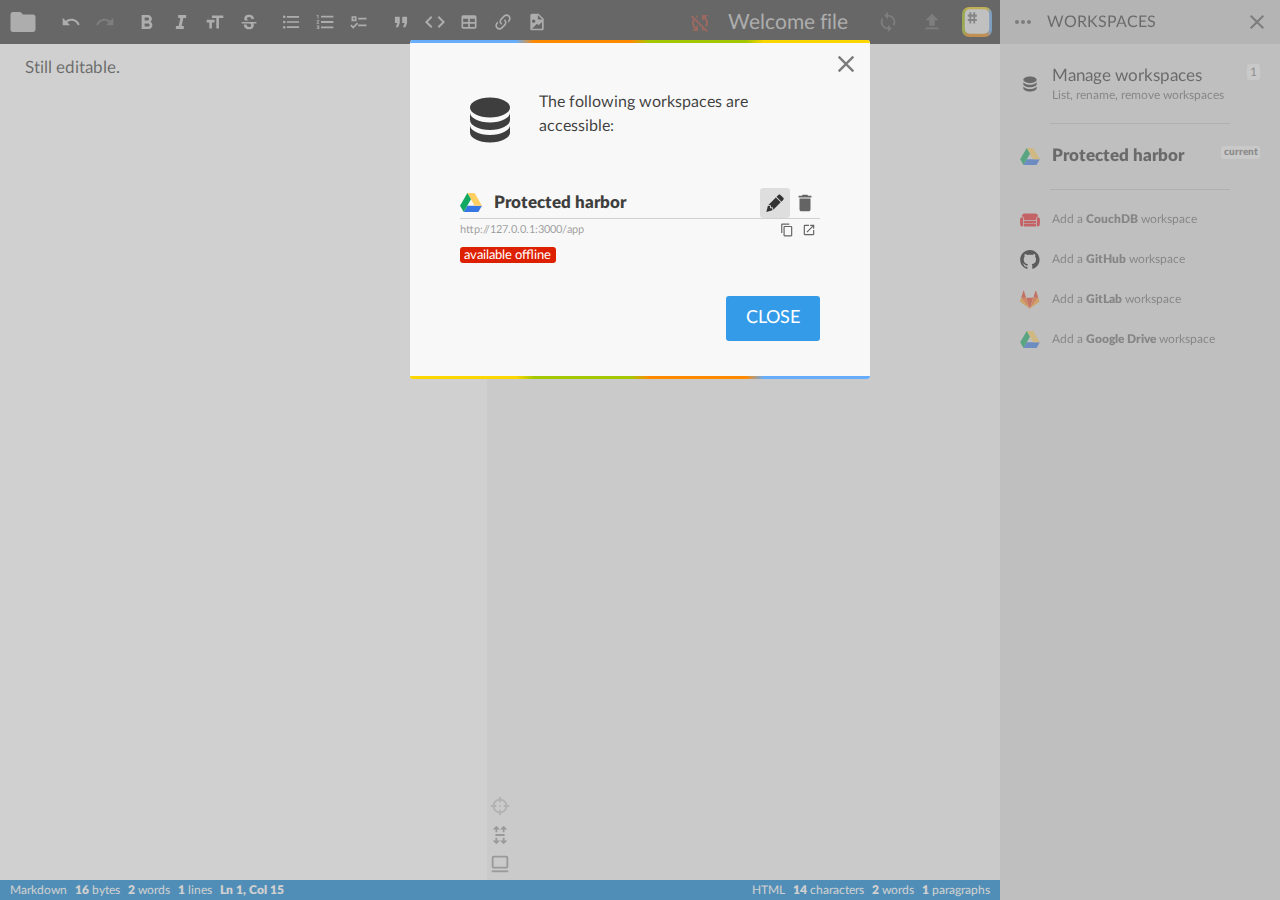 Welcome file
WORKSPACES
Still editable.
The following workspaces are
accessible:
Protected harbor
http://127.0.0.1:3000/app
available offline
CLOSE
Manage workspaces
1
List, rename, remove workspaces
Protected harbor
current
Add a CouchDB workspace
Add a GitHub workspace
Add a GitLab workspace
Add a Google Drive workspace
Markdown 16 bytes 2 words 1 lines Ln 1, Col 15
HTML 14 characters 2 words 1 paragraphs